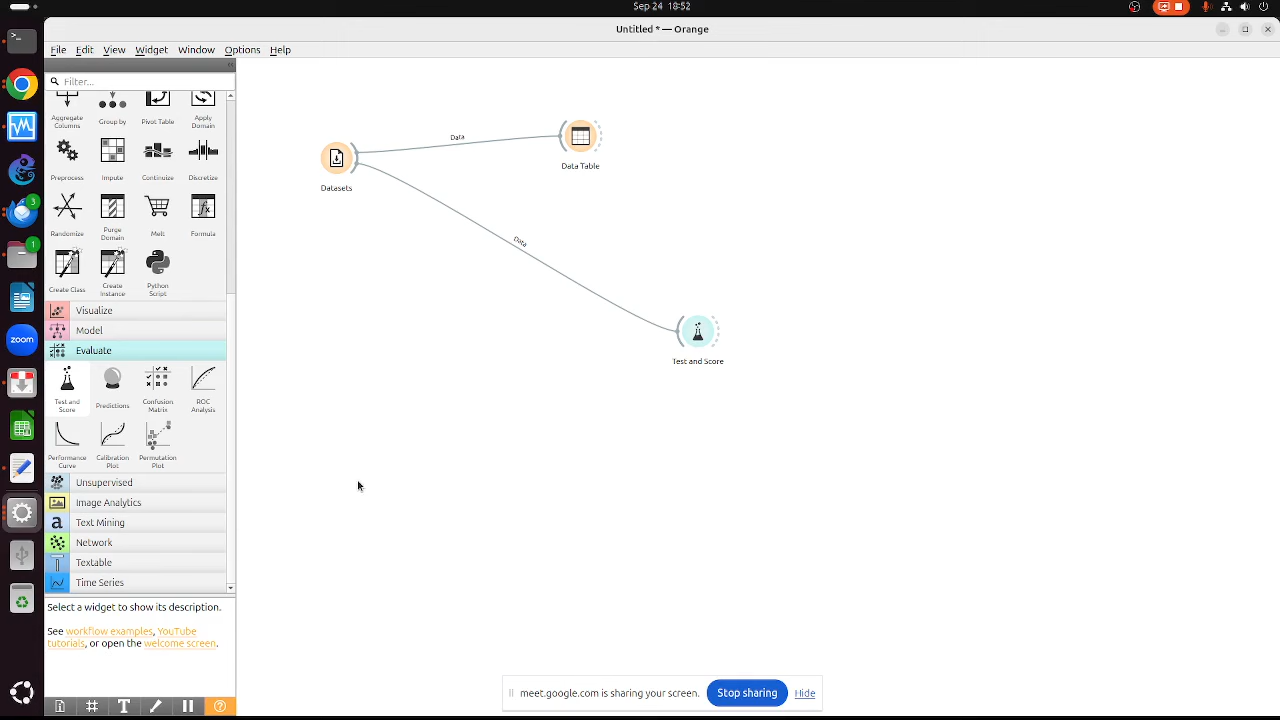 Sep 24 18:52
Untitled * — Orange
File Edit View Widget Window Options Help
Filter...
Aggregate Columns
Group by
Pivot Table
Apply Domain
Preprocess
Impute
Continuize
Discretize
Randomize
Purge Domain
Melt
Formula
Create Class
Create Instance
Python Script
Visualize
Model
Evaluate
Test and Score
Predictions
Confusion Matrix
ROC Analysis
Performance Curve
Calibration Plot
Permutation Plot
Unsupervised
Image Analytics
Text Mining
Network
Textable
Time Series
Select a widget to show its description.
See workflow examples, YouTube
tutorials, or open the welcome screen.
Datasets
Data
Data Table
Data
Test and Score
meet.google.com is sharing your screen. Stop sharing Hide
3
1
zoom
a
T
?